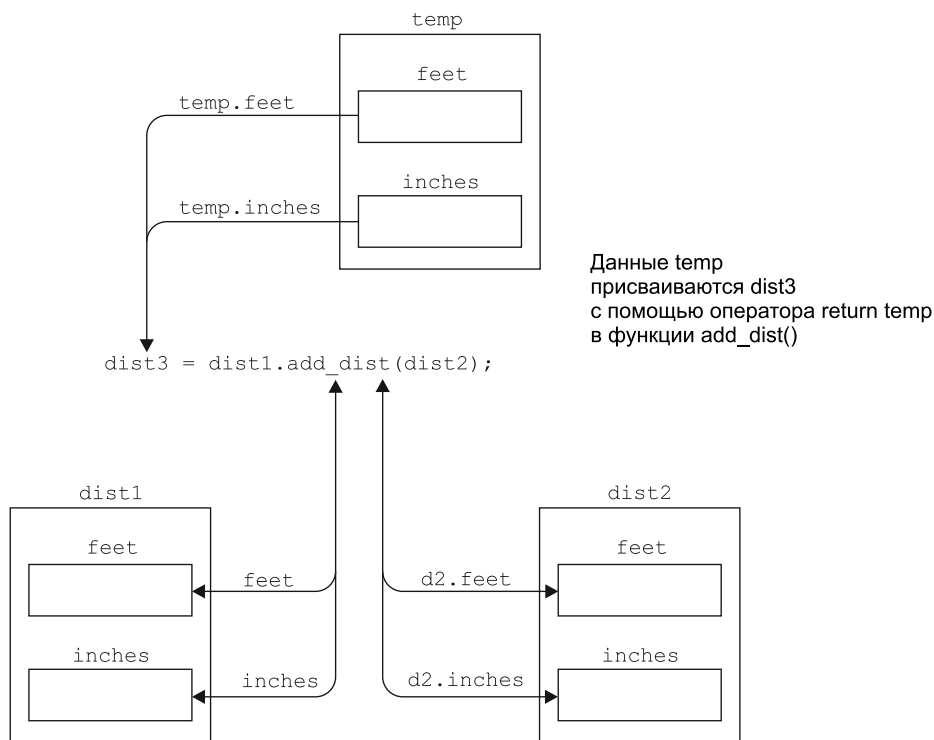 temp
feet
temp.feet
inches
temp.inches
Данные temp
присваиваются dist3
с помощью оператора return temp
в функции add_dist()
dist3 = dist1.add_dist(dist2);
dist1
dist2
feet
feet
feet
d2.feet
inches
inches
inches
d2.inches